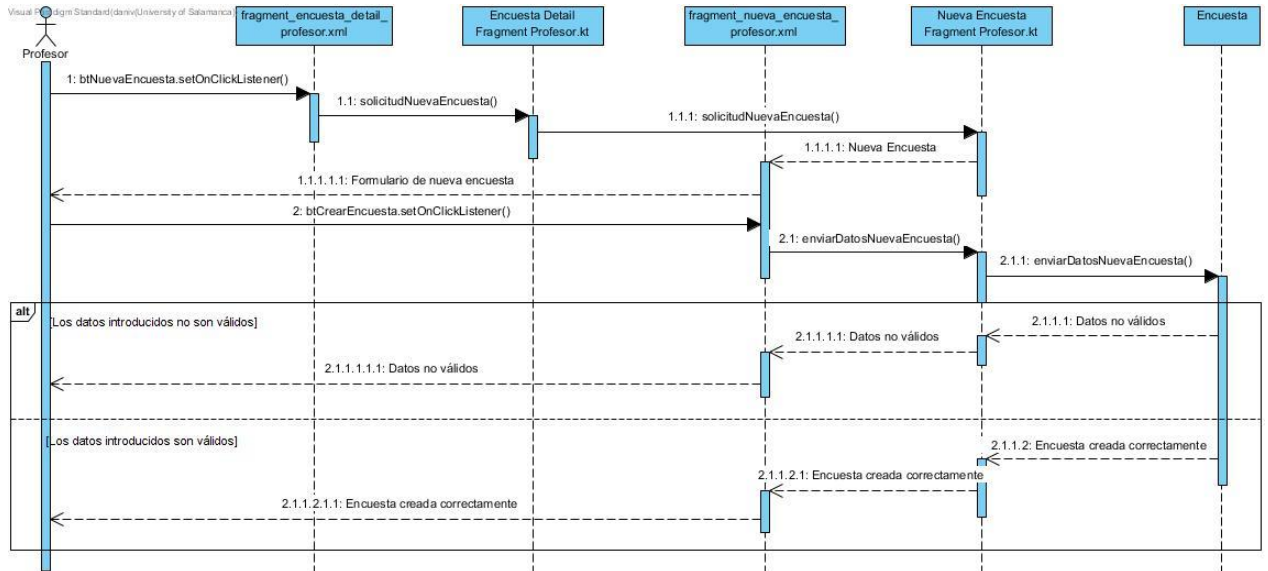 Visual Paradigm Standard(daniv(University of Salamanca
fragment_encuesta_detail_
profesor.xml
Encuesta Detail
Fragment Profesor.kt
fragment_nueva_encuesta_
profesor.xml
Nueva Encuesta
Fragment Profesor.kt
Encuesta
Profesor
1: btNuevaEncuesta.setOnClickListener()
1.1: solicitudNuevaEncuesta()
1.1.1: solicitudNuevaEncuesta()
1.1.1.1: Nueva Encuesta
1.1.1.1.1: Formulario de nueva encuesta
2: btCrearEncuesta.setOnClickListener()
2.1: enviarDatosNuevaEncuesta()
2.1.1: enviarDatosNuevaEncuesta()
alt
[Los datos introducidos no son válidos]
2.1.1.1: Datos no válidos
2.1.1.1.1: Datos no válidos
2.1.1.1.1.1: Datos no válidos
[Los datos introducidos son válidos]
2.1.1.2: Encuesta creada correctamente
2.1.1.2.1: Encuesta creada correctamente
2.1.1.2.1.1: Encuesta creada correctamente